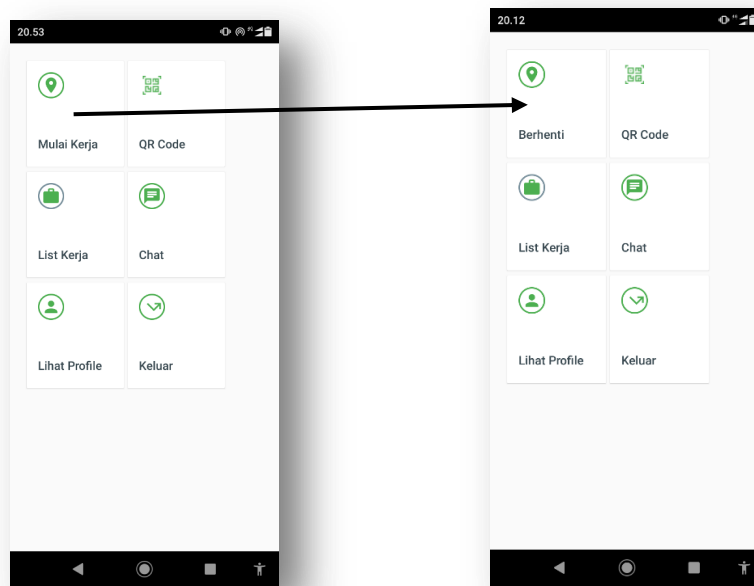 20.53
Mulai Kerja
QR Code
List Kerja
Chat
Lihat Profile
Keluar
20.12
Berhenti
QR Code
List Kerja
Chat
Lihat Profile
Keluar